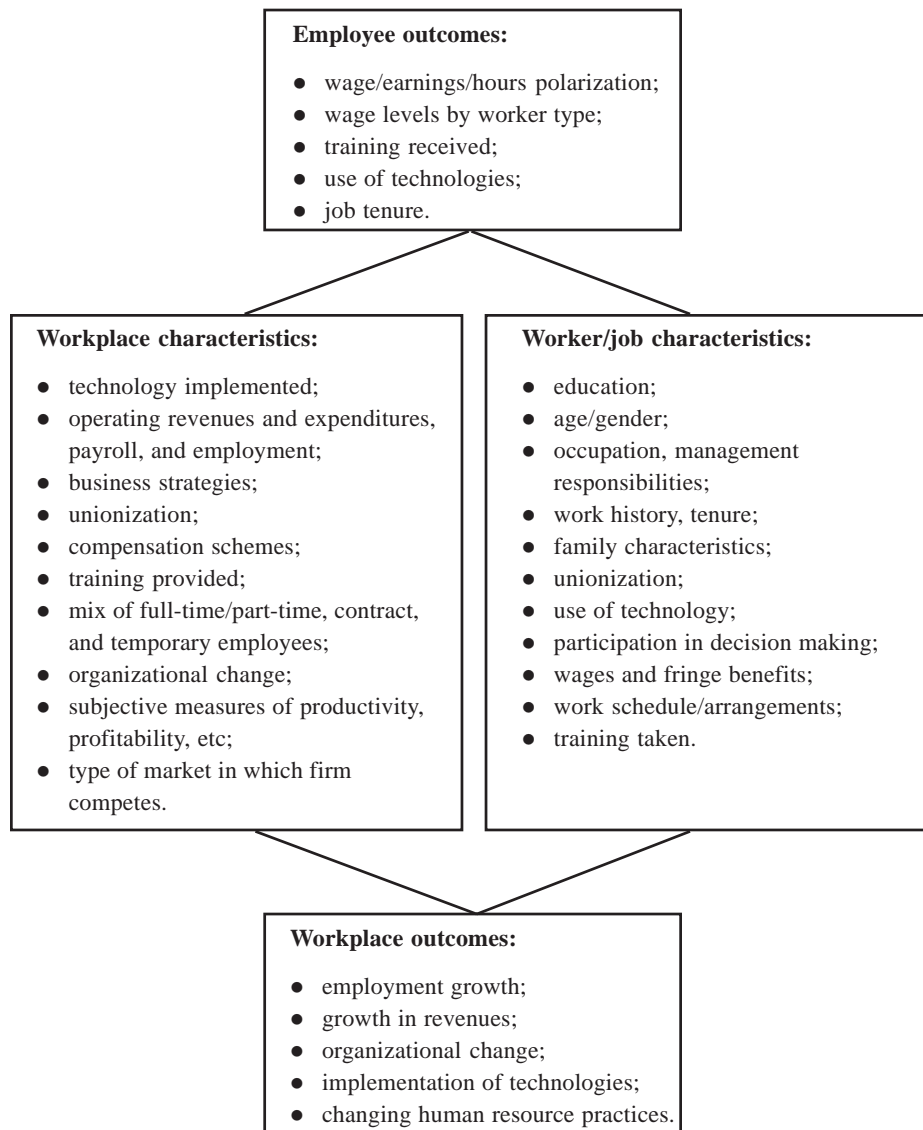 Employee outcomes:
● wage/earnings/hours polarization;
● wage levels by worker type;
● training received;
● use of technologies;
● job tenure.
Workplace characteristics:
● technology implemented;
● operating revenues and expenditures,
payroll, and employment;
● business strategies;
● unionization;
● compensation schemes;
● training provided;
● mix of full-time/part-time, contract,
and temporary employees;
● organizational change;
● subjective measures of productivity,
profitability, etc;
● type of market in which firm
competes.
Worker/job characteristics:
● education;
● age/gender;
● occupation, management
responsibilities;
● work history, tenure;
● family characteristics;
● unionization;
● use of technology;
● participation in decision making;
● wages and fringe benefits;
● work schedule/arrangements;
● training taken.
Workplace outcomes:
● employment growth;
● growth in revenues;
● organizational change;
● implementation of technologies;
● changing human resource practices.